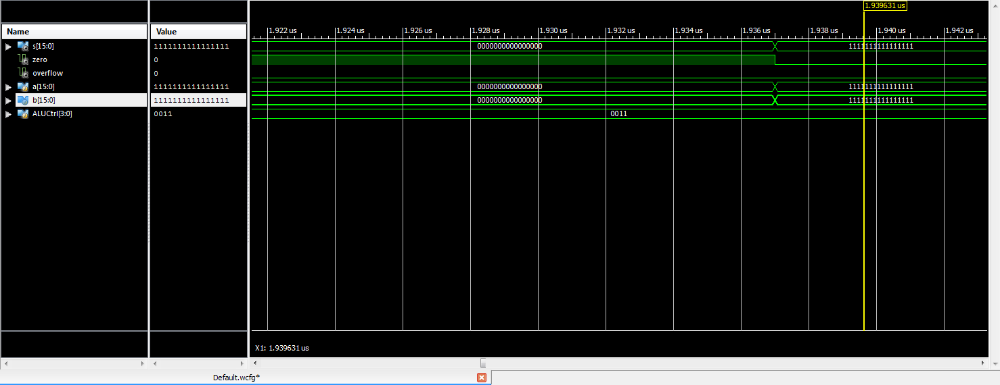 1.939631 us
Name Value 1.922 us 1.924 us 1.926 us 1.928 us 1.930 us 1.932 us 1.934 us 1.936 us 1.938 us 1.940 us 1.942 us
s[15:0] 1111111111111111 0000000000000000 1111111111111111
zero 0
overflow 0
a[15:0] 1111111111111111 0000000000000000 1111111111111111
b[15:0] 1111111111111111 0000000000000000 1111111111111111
ALUCtrl[3:0] 0011 0011
X1: 1.939631 us
Default.wcfg*